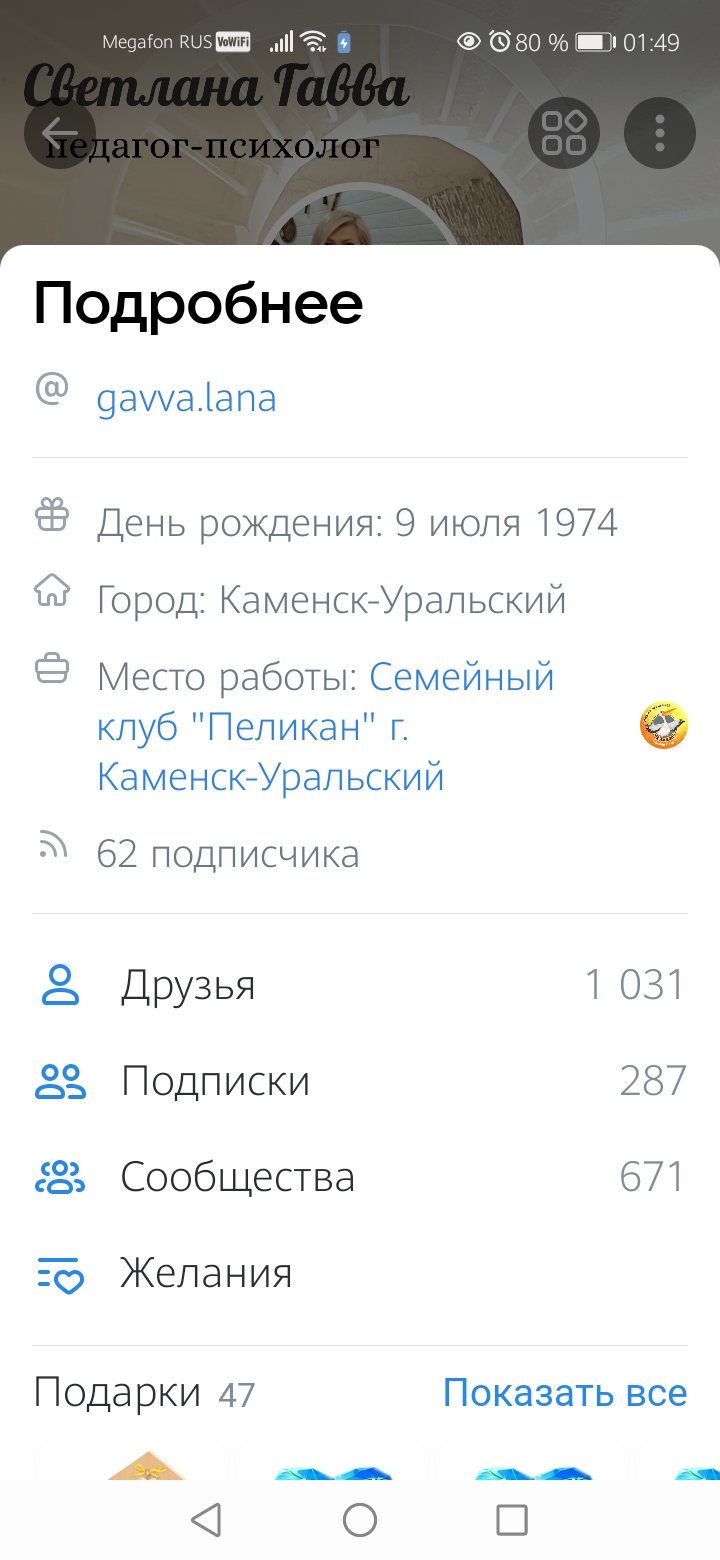 Megafon RUS VoWiFi 80 % 01:49
Светлана Гавва
педагог-психолог
Подробнее
gavva.lana
День рождения: 9 июля 1974
Город: Каменск-Уральский
Место работы: Семейный
клуб "Пеликан" г.
Каменск-Уральский
62 подписчика
Друзья 1 031
Подписки 287
Сообщества 671
Желания
Подарки 47 Показать все